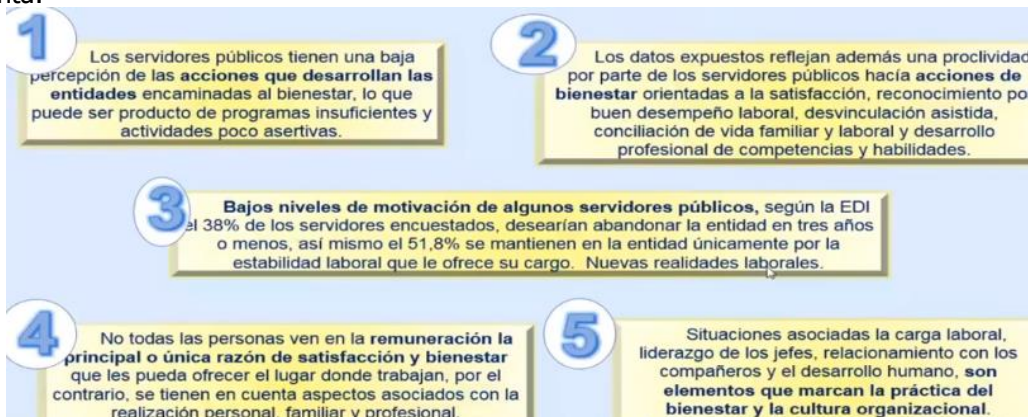 1
Los servidores públicos tienen una baja
percepción de las acciones que desarrollan las
entidades encaminadas al bienestar, lo que
puede ser producto de programas insuficientes y
actividades poco asertivas.
2
Los datos expuestos reflejan además una proclividad
por parte de los servidores públicos hacía acciones de
bienestar orientadas a la satisfacción, reconocimiento po
buen desempeño laboral, desvinculación asistida,
conciliación de vida familiar y laboral y desarrollo
profesional de competencias y habilidades.
3
Bajos niveles de motivación de algunos servidores públicos, según la EDI
el 38% de los servidores encuestados, desearían abandonar la entidad en tres años
o menos, así mismo el 51,8% se mantienen en la entidad únicamente por la
estabilidad laboral que le ofrece su cargo. Nuevas realidades laborales.
4
No todas las personas ven en la remuneración la
principal o única razón de satisfacción y bienestar
que les pueda ofrecer el lugar donde trabajan, por el
contrario, se tienen en cuenta aspectos asociados con la
realización personal, familiar y profesional.
5
Situaciones asociadas la carga laboral,
liderazgo de los jefes, relacionamiento con los
compañeros y el desarrollo humano, son
elementos que marcan la práctica del
bienestar y la cultura organizacional.